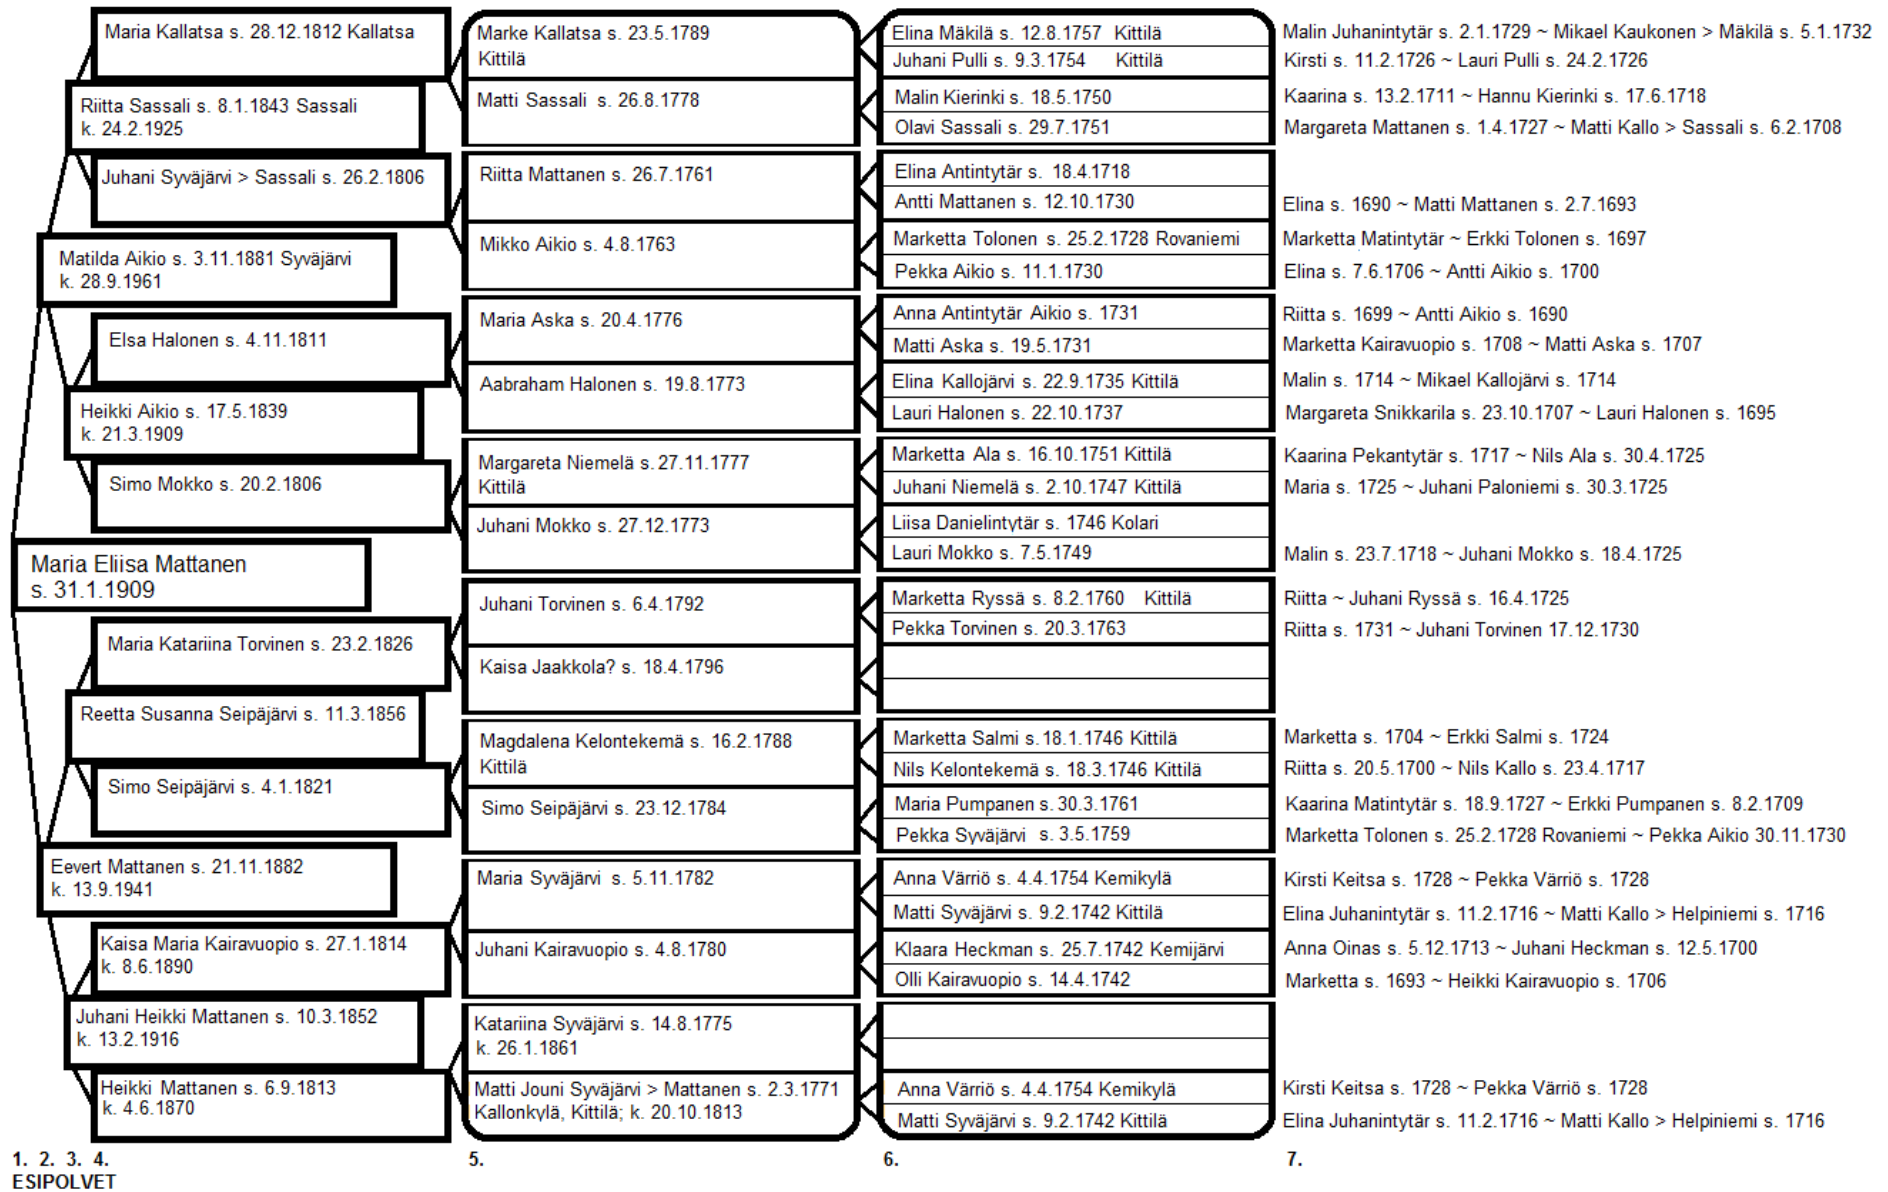 Maria Kallatsa s. 28.12.1812 Kallatsa
Riitta Sassali s. 8.1.1843 Sassali
k. 24.2.1925
Juhani Syväjärvi > Sassali s. 26.2.1806
Matilda Aikio s. 3.11.1881 Syväjärvi
k. 28.9.1961
Elsa Halonen s. 4.11.1811
Heikki Aikio s. 17.5.1839
k. 21.3.1909
Simo Mokko s. 20.2.1806
Maria Eliisa Mattanen
s. 31.1.1909
Maria Katariina Torvinen s. 23.2.1826
Reetta Susanna Seipäjärvi s. 11.3.1856
Simo Seipäjärvi s. 4.1.1821
Eevert Mattanen s. 21.11.1882
k. 13.9.1941
Kaisa Maria Kairavuopio s. 27.1.1814
k. 8.6.1890
Juhani Heikki Mattanen s. 10.3.1852
k. 13.2.1916
Heikki Mattanen s. 6.9.1813
k. 4.6.1870
1. 2. 3. 4.
ESIPOLVET
Marke Kallatsa s. 23.5.1789
Kittilä
Matti Sassali s. 26.8.1778
Riitta Mattanen s. 26.7.1761
Mikko Aikio s. 4.8.1763
Maria Aska s. 20.4.1776
Aabraham Halonen s. 19.8.1773
Margareta Niemelä s. 27.11.1777
Kittilä
Juhani Mokko s. 27.12.1773
Juhani Torvinen s. 6.4.1792
Kaisa Jaakkola? s. 18.4.1796
Magdalena Kelontekemä s. 16.2.1788
Kittilä
Simo Seipäjärvi s. 23.12.1784
Maria Syväjärvi s. 5.11.1782
Juhani Kairavuopio s. 4.8.1780
Katariina Syväjärvi s. 14.8.1775
k. 26.1.1861
Matti Jouni Syväjärvi > Mattanen s. 2.3.1771
Kallonkylä, Kittilä; k. 20.10.1813
5.
Elina Mäkilä s. 12.8.1757 Kittilä
Juhani Pulli s. 9.3.1754 Kittilä
Malin Kierinki s. 18.5.1750
Olavi Sassali s. 29.7.1751
Elina Antintytär s. 18.4.1718
Antti Mattanen s. 12.10.1730
Marketta Tolonen s. 25.2.1728 Rovaniemi
Pekka Aikio s. 11.1.1730
Anna Antintytär Aikio s. 1731
Matti Aska s. 19.5.1731
Elina Kallojärvi s. 22.9.1735 Kittilä
Lauri Halonen s. 22.10.1737
Marketta Ala s. 16.10.1751 Kittilä
Juhani Niemelä s. 2.10.1747 Kittilä
Liisa Danielintytär s. 1746 Kolari
Lauri Mokko s. 7.5.1749
Marketta Ryssä s. 8.2.1760 Kittilä
Pekka Torvinen s. 20.3.1763
Marketta Salmi s. 18.1.1746 Kittilä
Nils Kelontekemä s. 18.3.1746 Kittilä
Maria Pumpanen s. 30.3.1761
Pekka Syväjärvi s. 3.5.1759
Anna Värriö s. 4.4.1754 Kemikylä
Matti Syväjärvi s. 9.2.1742 Kittilä
Klaara Heckman s. 25.7.1742 Kemijärvi
Olli Kairavuopio s. 14.4.1742
Anna Värriö s. 4.4.1754 Kemikylä
Matti Syväjärvi s. 9.2.1742 Kittilä
6.
Malin Juhanintytär s. 2.1.1729 ~ Mikael Kaukonen > Mäkilä s. 5.1.1732
Kirsti s. 11.2.1726 ~ Lauri Pulli s. 24.2.1726
Kaarina s. 13.2.1711 ~ Hannu Kierinki s. 17.6.1718
Margareta Mattanen s. 1.4.1727 ~ Matti Kallo > Sassali s. 6.2.1708
Elina s. 1690 ~ Matti Mattanen s. 2.7.1693
Marketta Matintytär ~ Erkki Tolonen s. 1697
Elina s. 7.6.1706 ~ Antti Aikio s. 1700
Riitta s. 1699 ~ Antti Aikio s. 1690
Marketta Kairavuopio s. 1708 ~ Matti Aska s. 1707
Malin s. 1714 ~ Mikael Kallojärvi s. 1714
Margareta Snikkarila s. 23.10.1707 ~ Lauri Halonen s. 1695
Kaarina Pekantytär s. 1717 ~ Nils Ala s. 30.4.1725
Maria s. 1725 ~ Juhani Paloniemi s. 30.3.1725
Malin s. 23.7.1718 ~ Juhani Mokko s. 18.4.1725
Riitta ~ Juhani Ryssä s. 16.4.1725
Riitta s. 1731 ~ Juhani Torvinen 17.12.1730
Marketta s. 1704 ~ Erkki Salmi s. 1724
Riitta s. 20.5.1700 ~ Nils Kallo s. 23.4.1717
Kaarina Matintytär s. 18.9.1727 ~ Erkki Pumpanen s. 8.2.1709
Marketta Tolonen s. 25.2.1728 Rovaniemi ~ Pekka Aikio 30.11.1730
Kirsti Keitsa s. 1728 ~ Pekka Värriö s. 1728
Elina Juhanintytär s. 11.2.1716 ~ Matti Kallo > Helpiniemi s. 1716
Anna Oinas s. 5.12.1713 ~ Juhani Heckman s. 12.5.1700
Marketta s. 1693 ~ Heikki Kairavuopio s. 1706
Kirsti Keitsa s. 1728 ~ Pekka Värriö s. 1728
Elina Juhanintytär s. 11.2.1716 ~ Matti Kallo > Helpiniemi s. 1716
7.